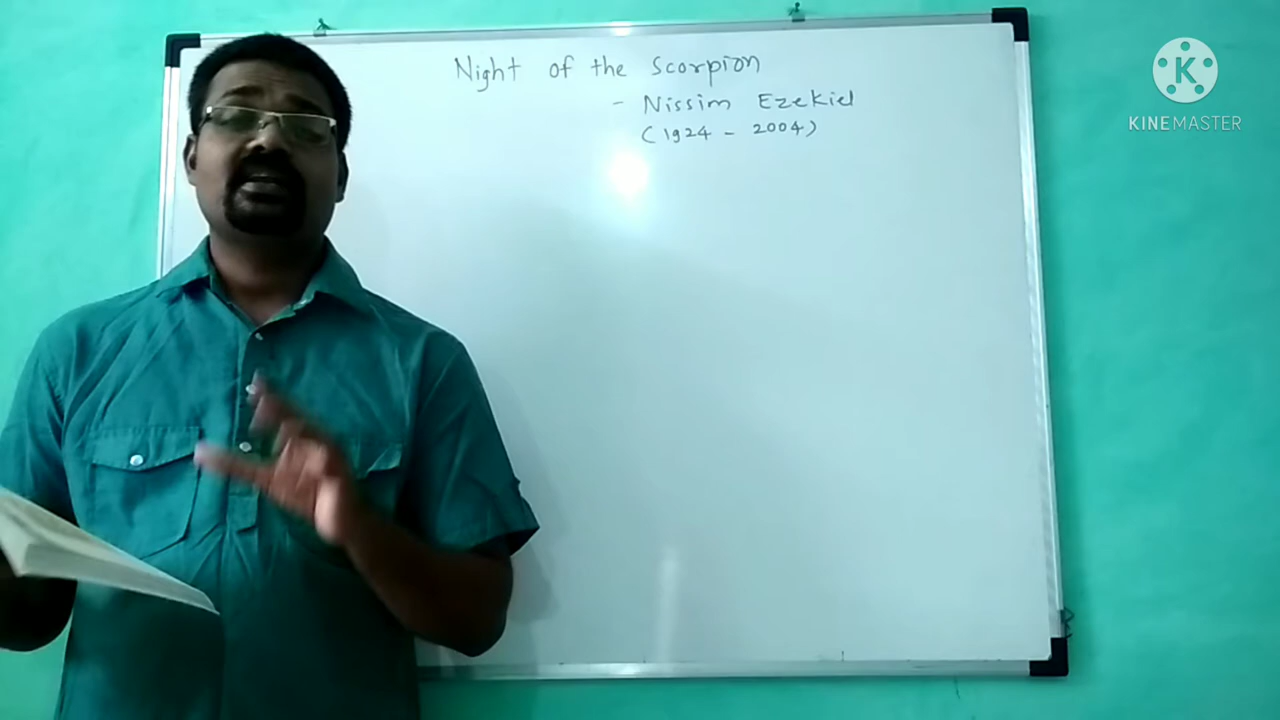 Night of the Scorpion
- Nissim Ezekiel
(1924 - 2004)
K
KINEMASTER